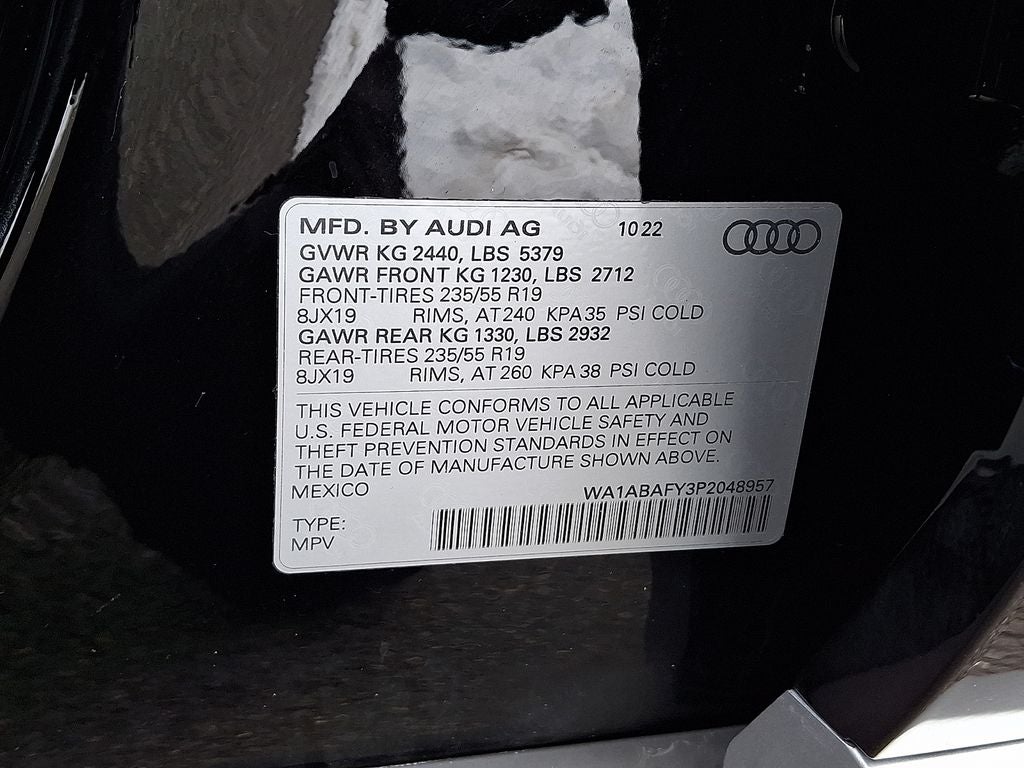 MFD. BY AUDI AG 10 22
GVWR KG 2440, LBS 5379
GAWR FRONT KG 1230, LBS 2712
FRONT-TIRES 235/55 R19
8JX19 RIMS, AT 240 KPA 35 PSI COLD
GAWR REAR KG 1330, LBS 2932
REAR-TIRES 235/55 R19
8JX19 RIMS, AT 260 KPA 38 PSI COLD
THIS VEHICLE CONFORMS TO ALL APPLICABLE
U.S. FEDERAL MOTOR VEHICLE SAFETY AND
THEFT PREVENTION STANDARDS IN EFFECT ON
THE DATE OF MANUFACTURE SHOWN ABOVE.
MEXICO WA1ABAFY3P2048957
TYPE:
MPV